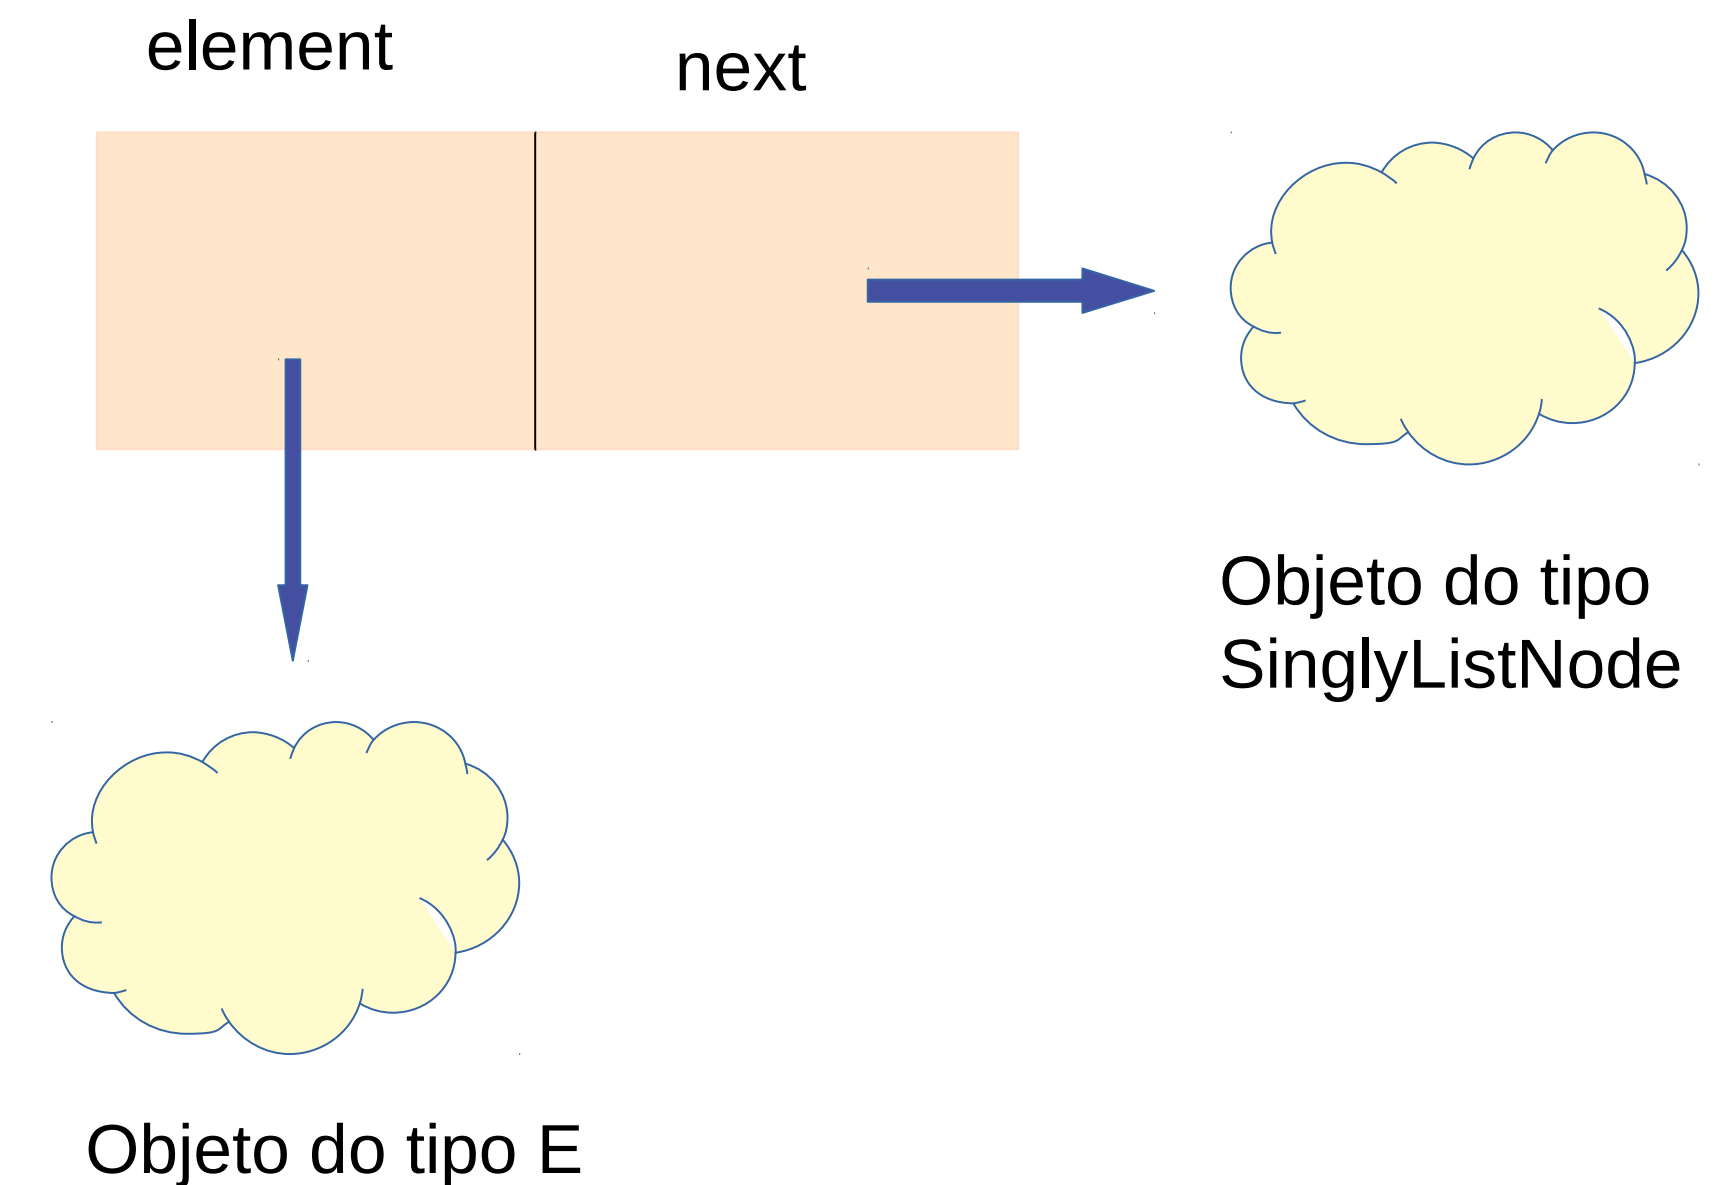 element
next
Objeto do tipo
SinglyListNode
Objeto do tipo E